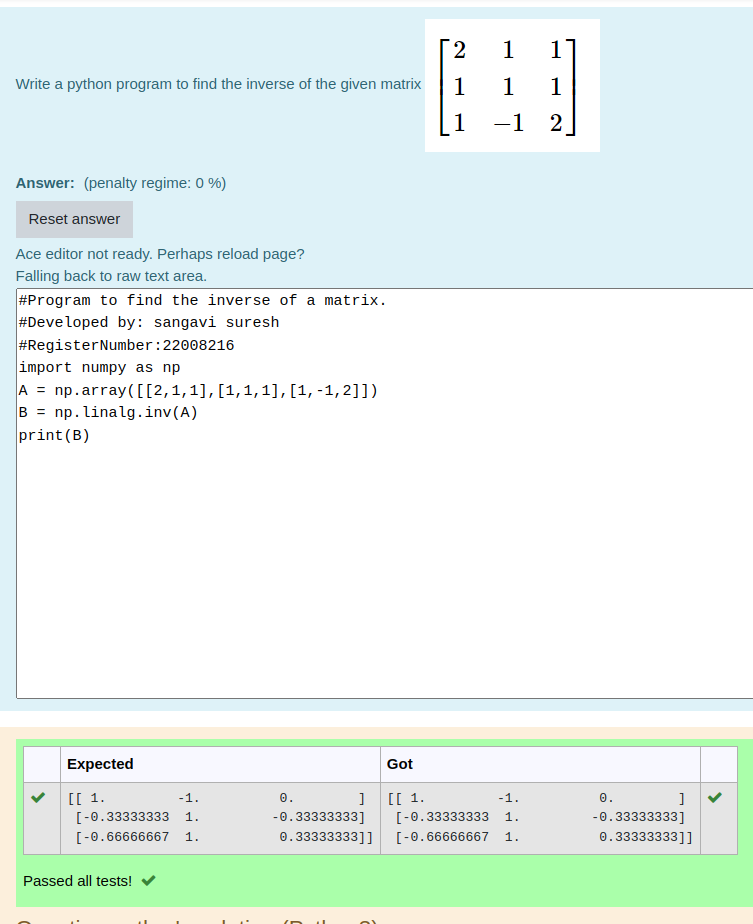 Write a python program to find the inverse of the given matrix
2 1 1
1 1 1
1 −1 2
Answer: (penalty regime: 0 %)
Reset answer
Ace editor not ready. Perhaps reload page?
Falling back to raw text area.
#Program to find the inverse of a matrix.
#Developed by: sangavi suresh
#RegisterNumber:22008216
import numpy as np
A = np.array([[2,1,1],[1,1,1],[1,-1,2]])
B = np.linalg.inv(A)
print(B)
Expected Got
[[ 1. -1. 0. ] [[ 1. -1. 0. ]
[-0.33333333 1. -0.33333333] [-0.33333333 1. -0.33333333]
[-0.66666667 1. 0.33333333]] [-0.66666667 1. 0.33333333]]
Passed all tests!